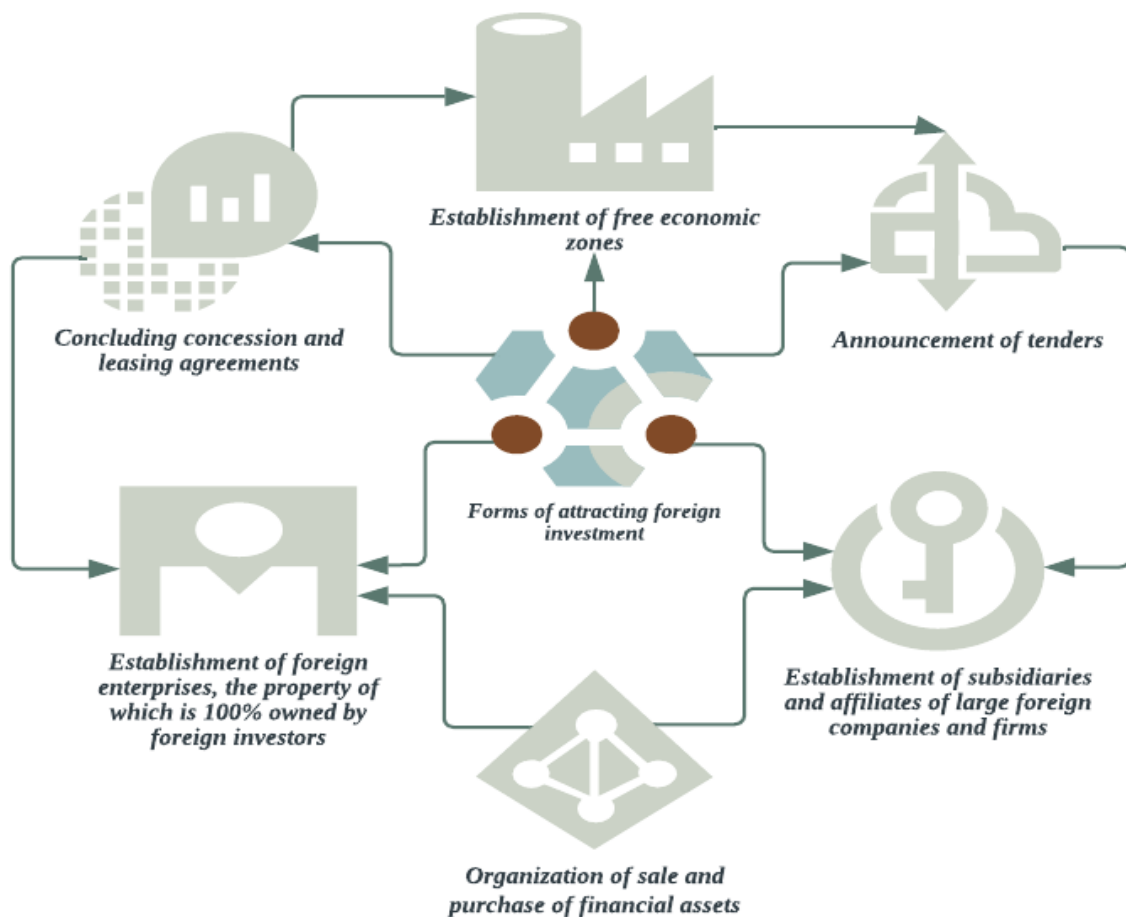 Establishment of free economic
zones
Concluding concession and
leasing agreements
Announcement of tenders
Forms of attracting foreign
investment
Establishment of foreign
enterprises, the property of
which is 100% owned by
foreign investors
Establishment of subsidiaries
and affiliates of large foreign
companies and firms
Organization of sale and
purchase of financial assets